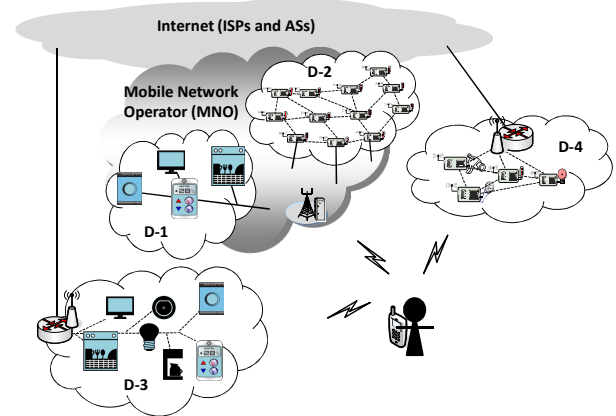 Internet (ISPs and ASs)
D-2
Mobile Network
Operator (MNO)
D-4
D-1
D-3